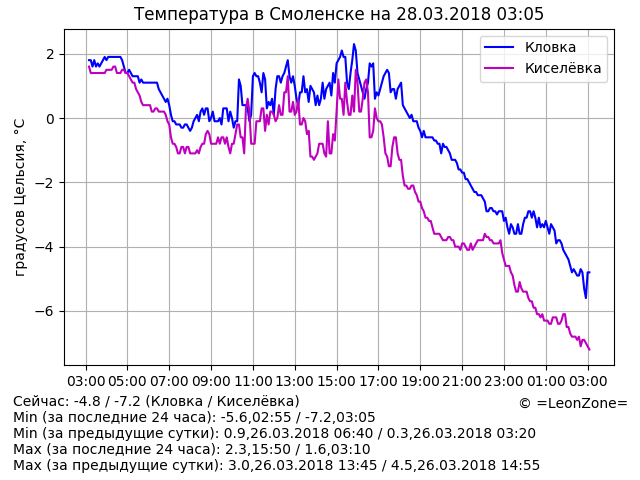 Температура в Смоленске на 28.03.2018 03:05
Кловка
Киселёвка
градусов Цельсия, °C
2
0
−2
−4
−6
03:00 05:00 07:00 09:00 11:00 13:00 15:00 17:00 19:00 21:00 23:00 01:00 03:00
Сейчас: -4.8 / -7.2 (Кловка / Киселёвка)
© =LeonZone=
Min (за последние 24 часа): -5.6,02:55 / -7.2,03:05
Min (за предыдущие сутки): 0.9,26.03.2018 06:40 / 0.3,26.03.2018 03:20
Max (за последние 24 часа): 2.3,15:50 / 1.6,03:10
Max (за предыдущие сутки): 3.0,26.03.2018 13:45 / 4.5,26.03.2018 14:55